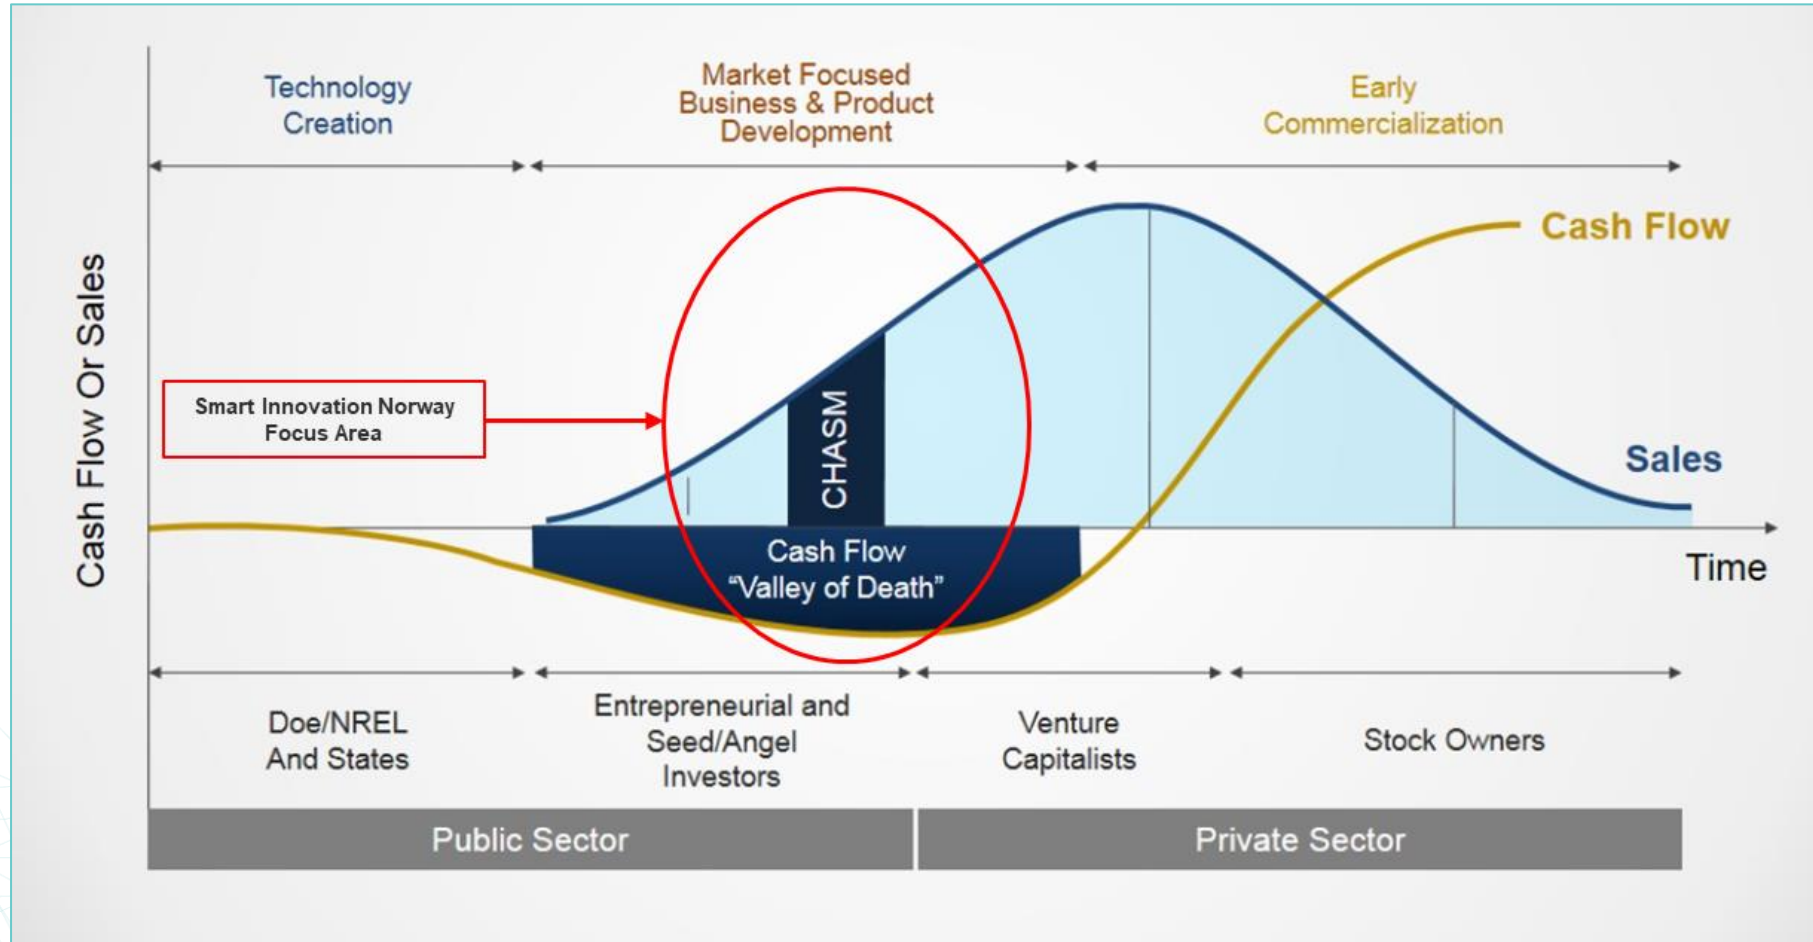 Technology
Creation
Market Focused
Business & Product
Development
Early
Commercialization
Cash Flow Or Sales
Cash Flow
Smart Innovation Norway
Focus Area
CHASM
Sales
Cash Flow
“Valley of Death”
Time
Doe/NREL
And States
Entrepreneurial and
Seed/Angel
Investors
Venture
Capitalists
Stock Owners
Public Sector
Private Sector